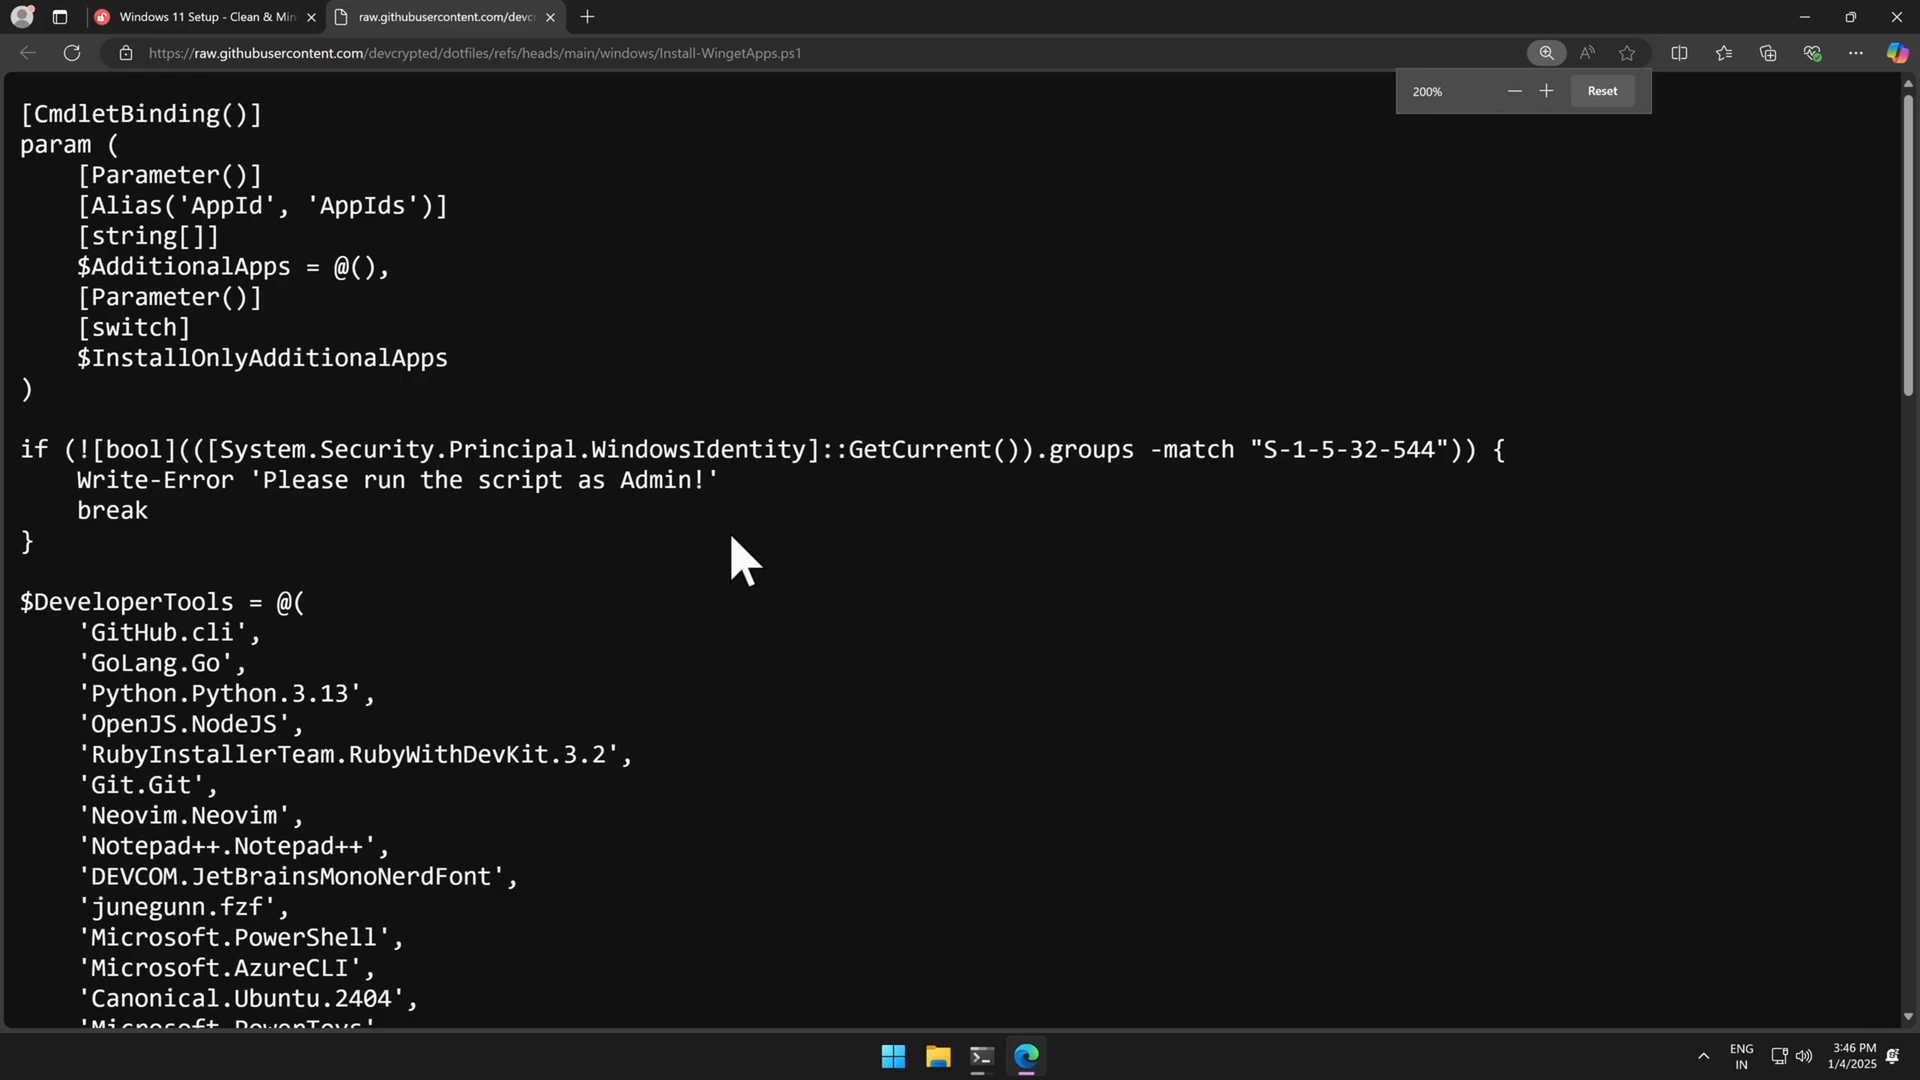 Windows 11 Setup - Clean & Min
raw.githubusercontent.com/devcr
https://raw.githubusercontent.com/devcrypted/dotfiles/refs/heads/main/windows/Install-WingetApps.ps1
200%
Reset
[CmdletBinding()]
param (
    [Parameter()]
    [Alias('AppId', 'AppIds')]
    [string[]]
    $AdditionalApps = @(),
    [Parameter()]
    [switch]
    $InstallOnlyAdditionalApps
)
if (![bool](([System.Security.Principal.WindowsIdentity]::GetCurrent()).groups -match "S-1-5-32-544")) {
    Write-Error 'Please run the script as Admin!'
    break
}
$DeveloperTools = @(
    'GitHub.cli',
    'GoLang.Go',
    'Python.Python.3.13',
    'OpenJS.NodeJS',
    'RubyInstallerTeam.RubyWithDevKit.3.2',
    'Git.Git',
    'Neovim.Neovim',
    'Notepad++.Notepad++',
    'DEVCOM.JetBrainsMonoNerdFont',
    'junegunn.fzf',
    'Microsoft.PowerShell',
    'Microsoft.AzureCLI',
    'Canonical.Ubuntu.2404',
    'Microsoft.PowerToys'
ENG
IN
3:46 PM
1/4/2025